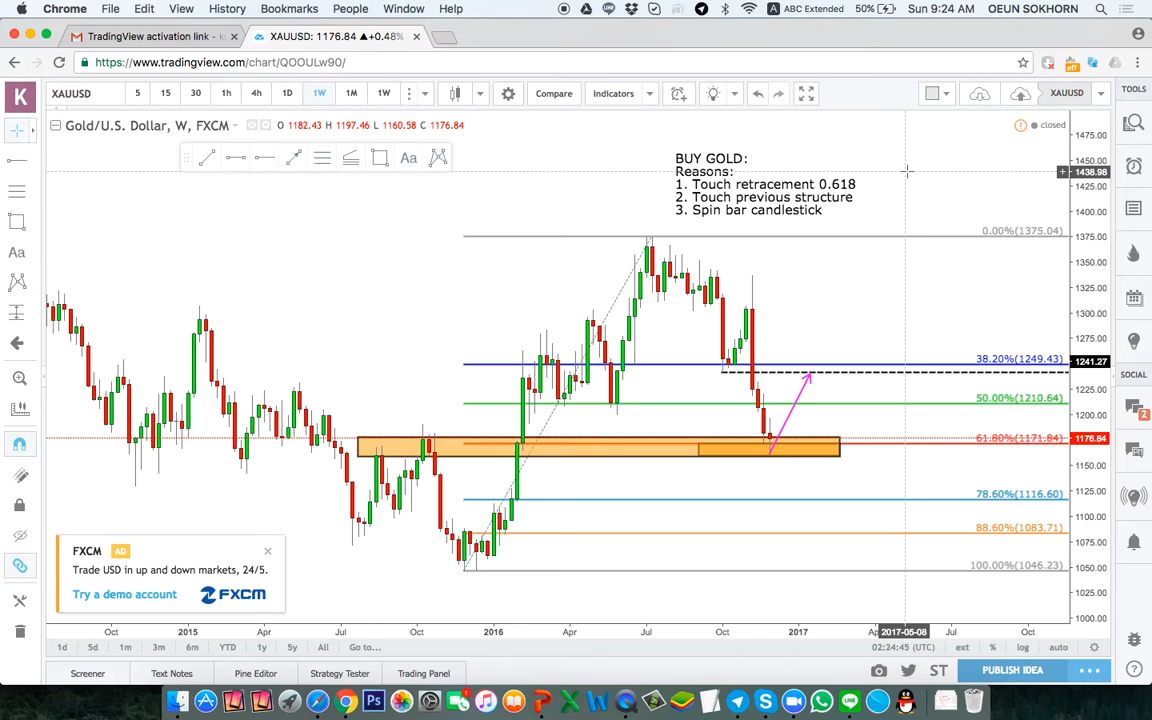 Chrome File Edit View History Bookmarks People Window Help
ABC Extended 50% Sun 9:24 AM OEUN SOKHORN
TradingView activation link - k
XAUUSD: 1176.84 ▲+0.48%
https://www.tradingview.com/chart/QOOULw90/
off
K
XAUUSD 5 15 30 1h 4h 1D 1W 1M 1W Compare Indicators XAUUSD
TOOLS
Gold/U.S. Dollar, W, FXCM O 1182.43 H 1197.46 L 1160.58 C 1176.84
closed
Aa
Aa
BUY GOLD:
Reasons:
1. Touch retracement 0.618
2. Touch previous structure
3. Spin bar candlestick
1475.00
1450.00
1438.98
1425.00
1400.00
1375.00
1350.00
1325.00
1300.00
1275.00
1241.27
1225.00
1200.00
1176.84
1150.00
1125.00
1100.00
1075.00
1050.00
1025.00
1000.00
0.00%(1375.04)
38.20%(1249.43)
50.00%(1210.64)
61.80%(1171.84)
78.60%(1116.60)
88.60%(1083.71)
100.00%(1046.23)
SOCIAL
2
FXCM AD
Trade USD in up and down markets, 24/5.
Try a demo account FXCM
Oct 2015 Apr Jul Oct 2016 Apr Jul Oct 2017 Ap 2017-05-08 Jul Oct
1d 5d 1m 3m 6m YTD 1y 5y All Go to...
02:24:45 (UTC) ext % log auto
Screener Text Notes Pine Editor Strategy Tester Trading Panel
ST PUBLISH IDEA